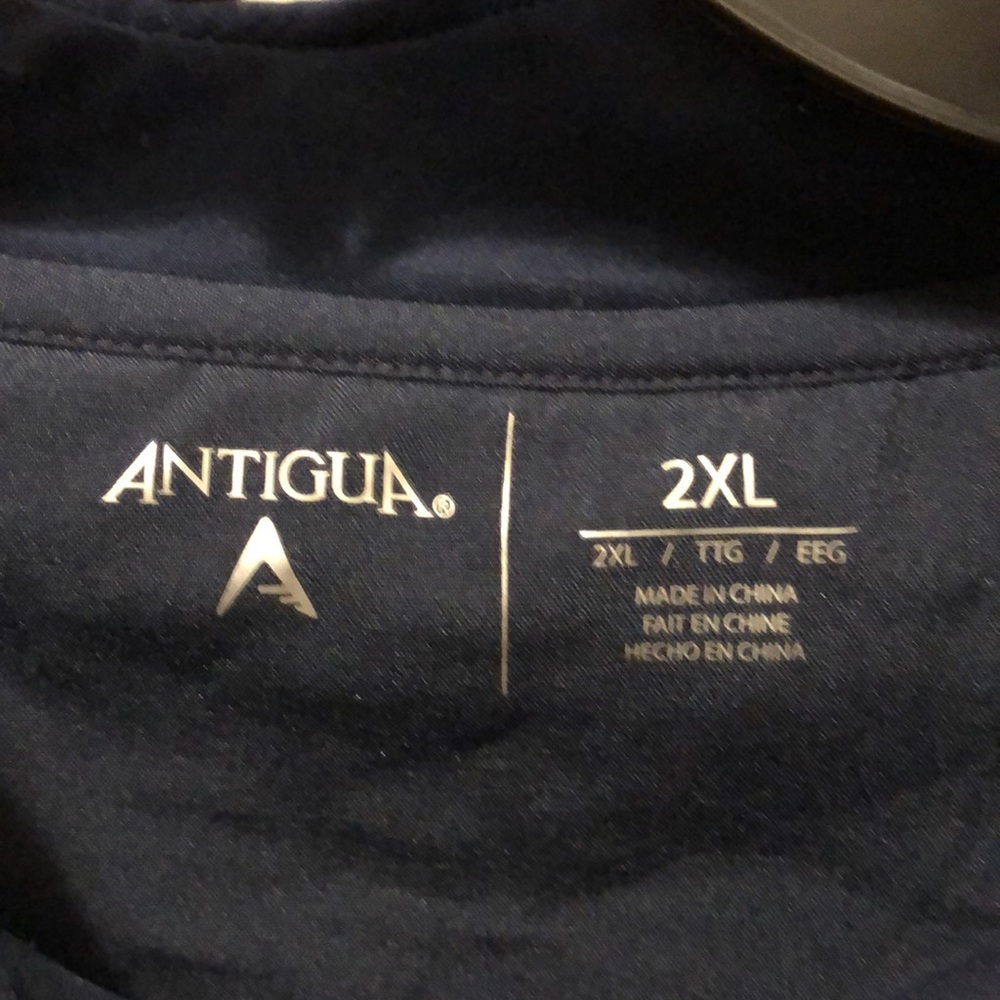 ANTIGUA®
2XL
2XL / TTG / EEG
MADE IN CHINA
FAIT EN CHINE
HECHO EN CHINA